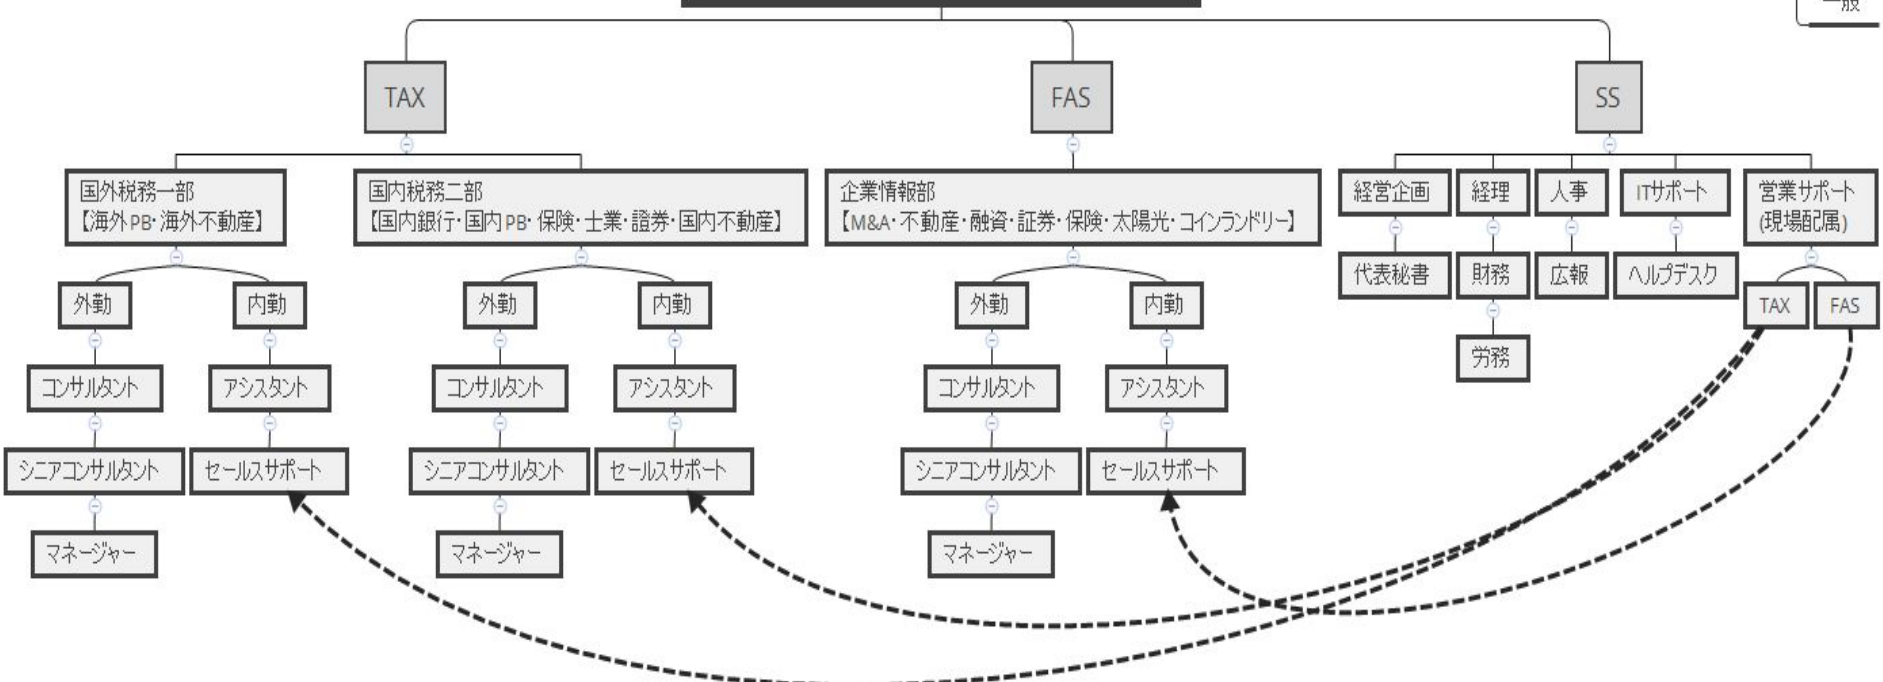 一般
TAX
FAS
SS
国外税務一部
【海外PB・海外不動産】
国内税務二部
【国内銀行・国内PB・保険・士業・證券・国内不動産】
企業情報部
【M&A・不動産・融資・証券・保険・太陽光・コインランドリー】
経営企画
経理
人事
ITサポート
営業サポート
(現場配属)
代表秘書
財務
広報
ヘルプデスク
TAX
FAS
労務
外勤
内勤
外勤
内勤
外勤
内勤
コンサルタント
アシスタント
コンサルタント
アシスタント
コンサルタント
アシスタント
シニアコンサルタント
セールスサポート
シニアコンサルタント
セールスサポート
シニアコンサルタント
セールスサポート
マネージャー
マネージャー
マネージャー